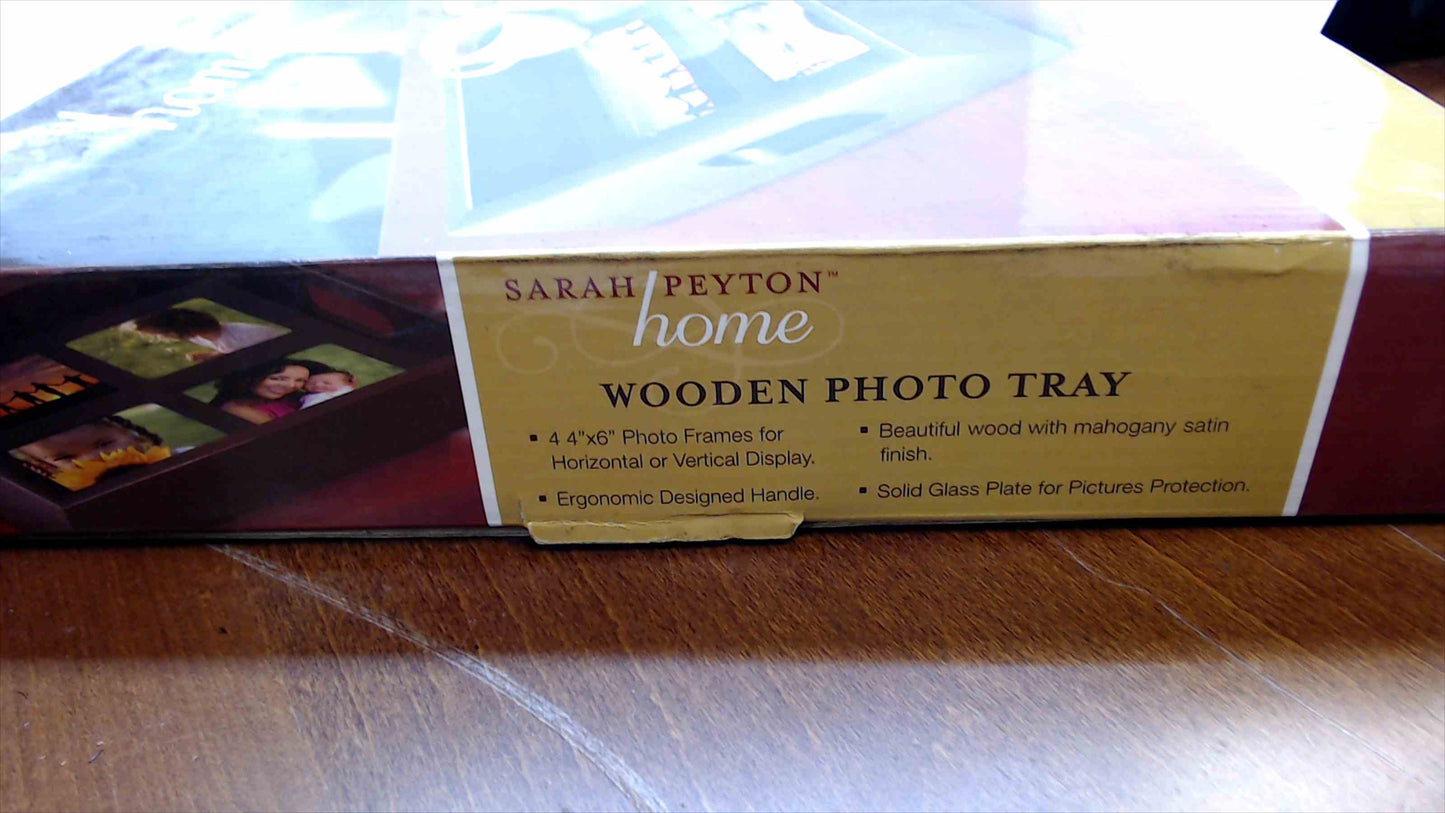 home
SARAH PEYTON™
home
WOODEN PHOTO TRAY
▪ 4 4"x6" Photo Frames for
Horizontal or Vertical Display.
▪ Ergonomic Designed Handle.
▪ Beautiful wood with mahogany satin
finish.
▪ Solid Glass Plate for Pictures Protection.